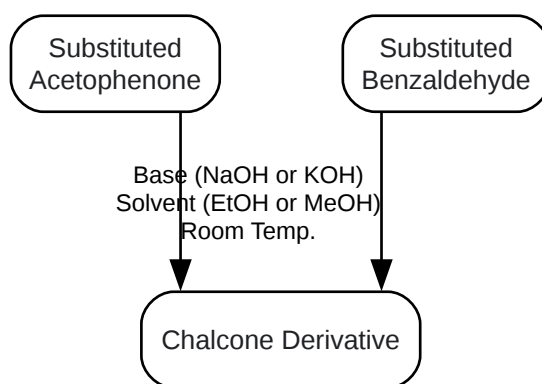 Substituted
Acetophenone
Substituted
Benzaldehyde
Base (NaOH or KOH)
Solvent (EtOH or MeOH)
Room Temp.
Chalcone Derivative